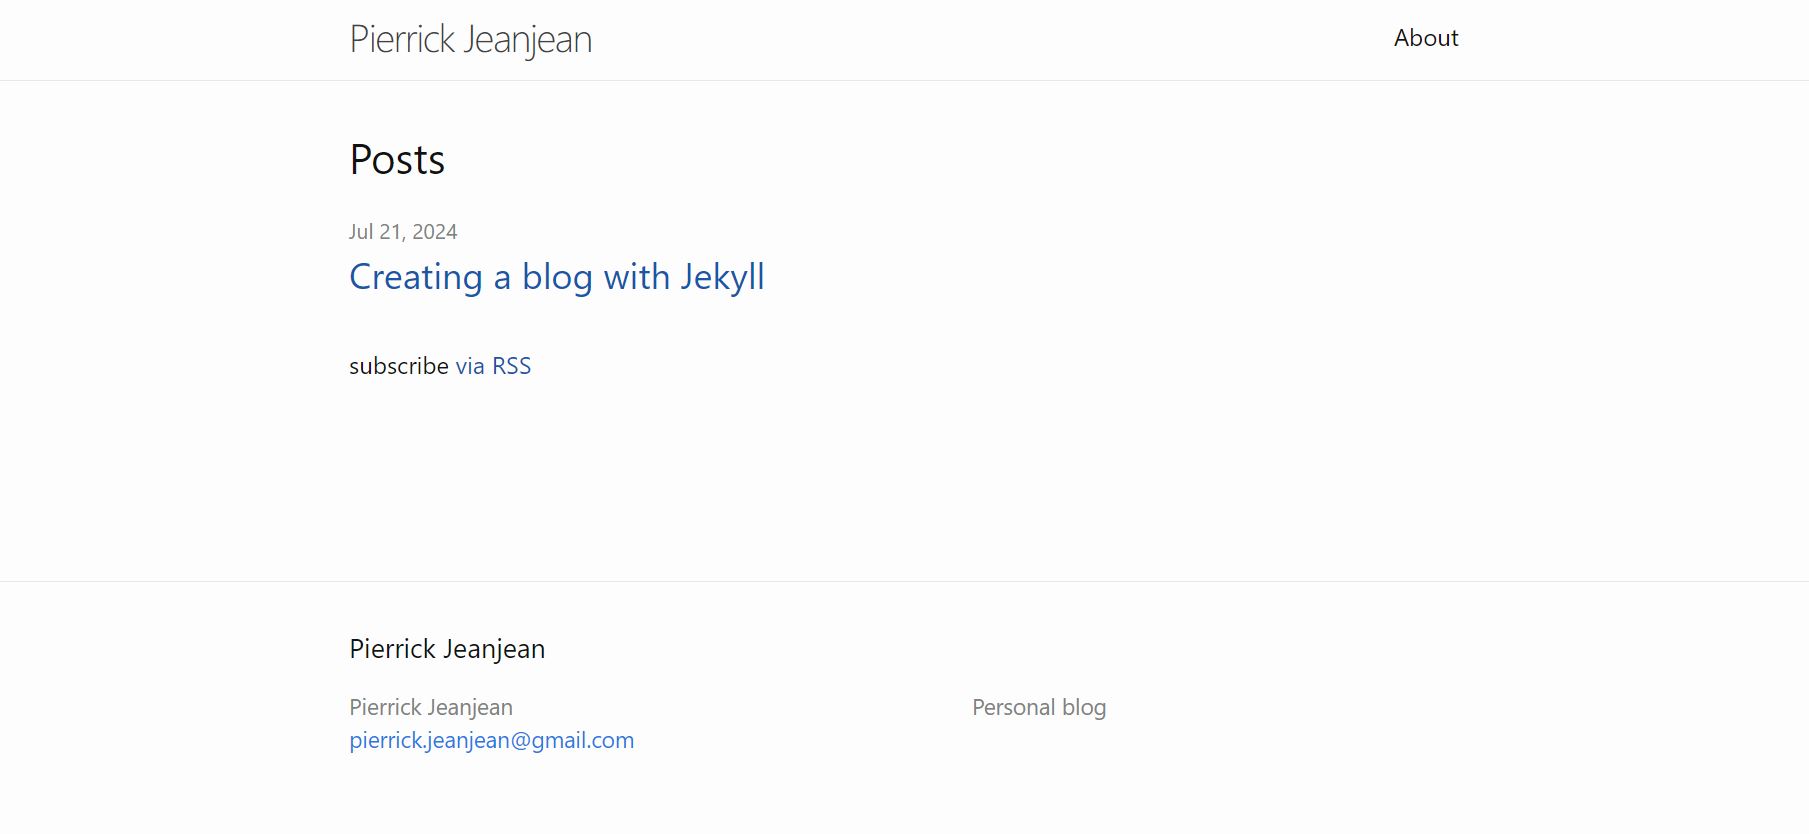 Pierrick Jeanjean
About
Posts
Jul 21, 2024
Creating a blog with Jekyll
subscribe via RSS
Pierrick Jeanjean
Pierrick Jeanjean
pierrick.jeanjean@gmail.com
Personal blog